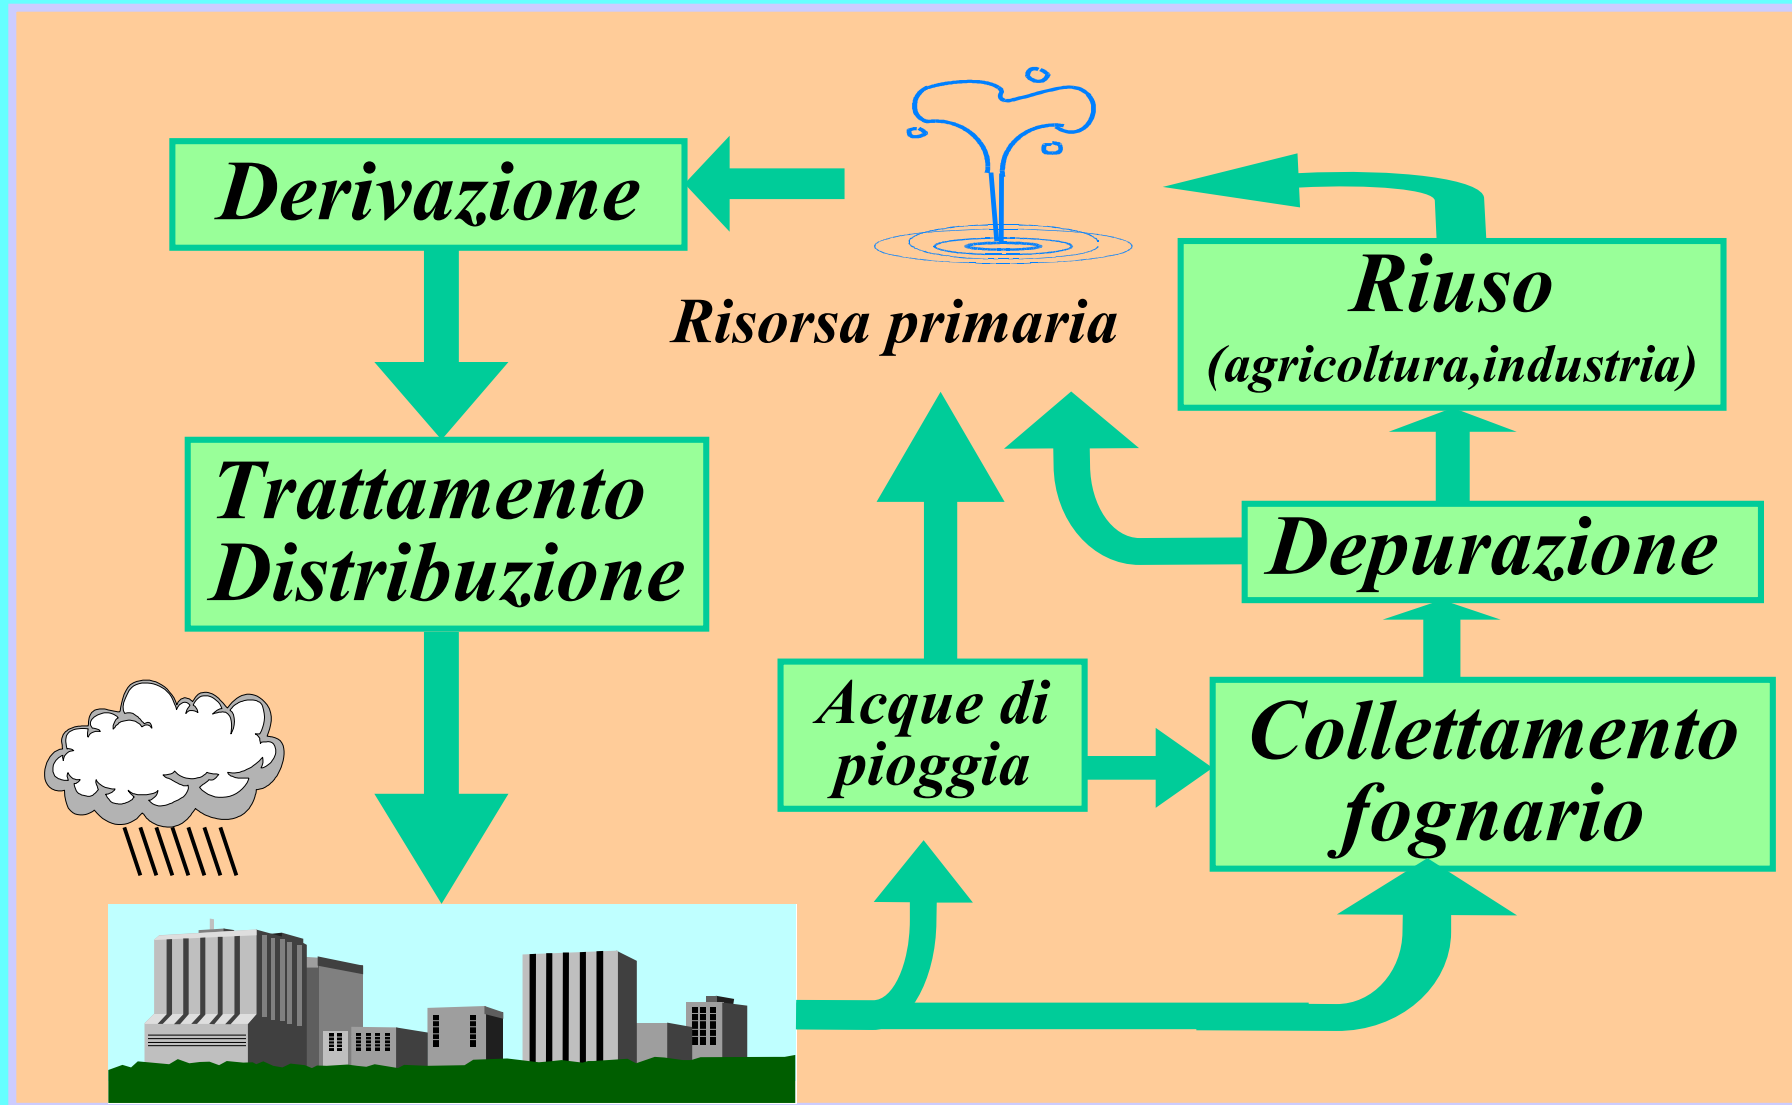 Derivazione
Risorsa primaria
Riuso
(agricoltura,industria)
Trattamento
Distribuzione
Depurazione
Acque di
pioggia
Collettamento
fognario